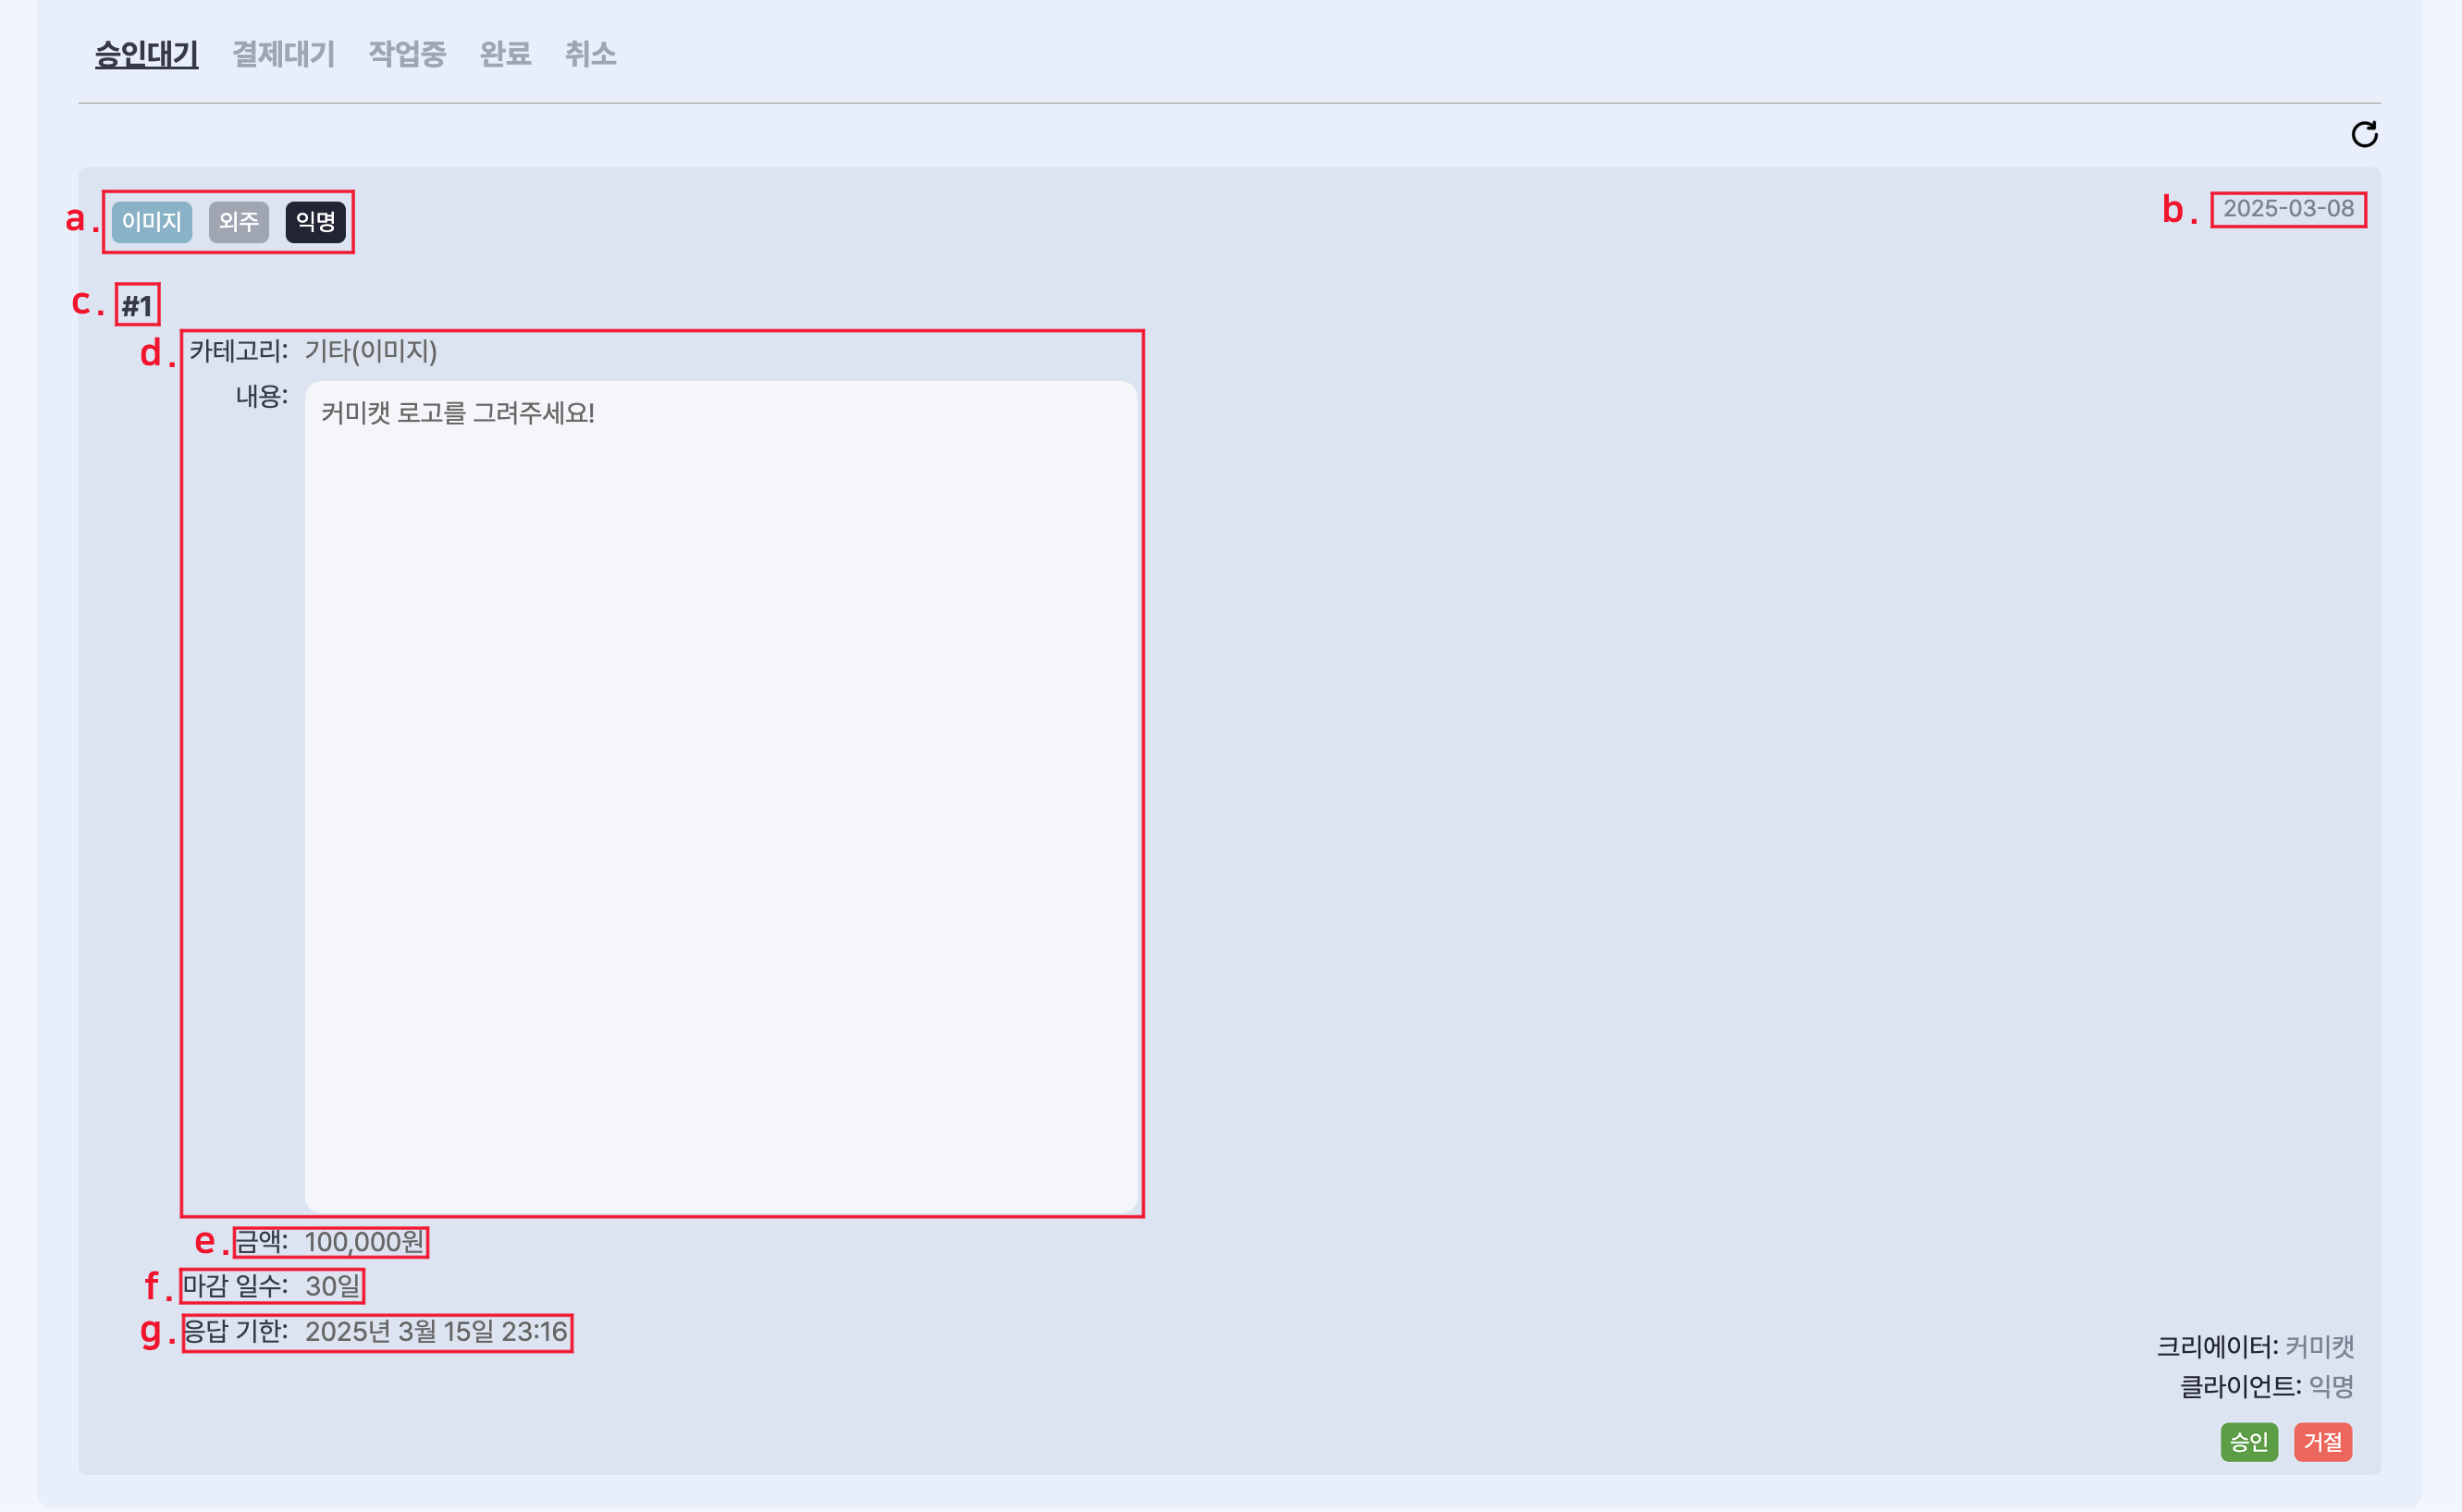 승인대기 결제대기 작업중 완료 취소
a. 이미지 외주 익명
b. 2025-03-08
c. #1
d. 카테고리: 기타(이미지)
내용: 커미캣 로고를 그려주세요!
e. 금액: 100,000원
f. 마감 일수: 30일
g. 응답 기한: 2025년 3월 15일 23:16
크리에이터: 커미캣
클라이언트: 익명
승인 거절